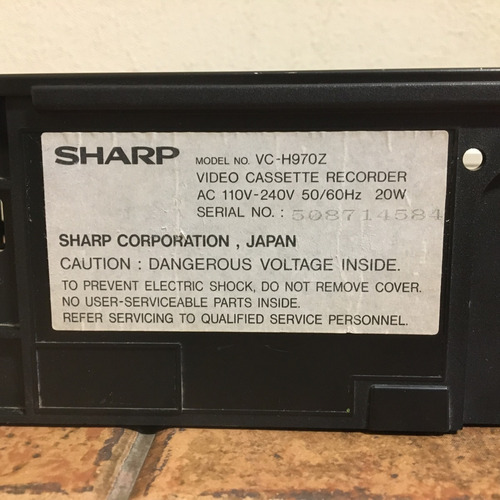 SHARP MODEL NO. VC-H970Z
VIDEO CASSETTE RECORDER
AC 110V-240V 50/60Hz 20W
SERIAL NO. : 508714584
SHARP CORPORATION , JAPAN
CAUTION : DANGEROUS VOLTAGE INSIDE.
TO PREVENT ELECTRIC SHOCK, DO NOT REMOVE COVER.
NO USER-SERVICEABLE PARTS INSIDE.
REFER SERVICING TO QUALIFIED SERVICE PERSONNEL.